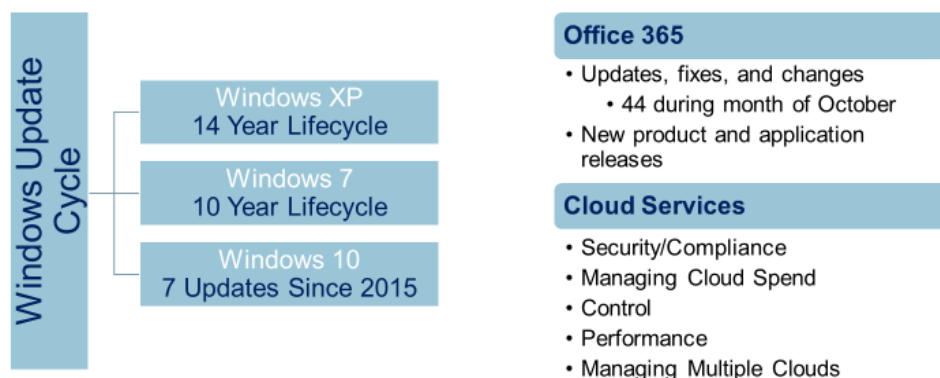 Windows Update
Cycle
Windows XP
14 Year Lifecycle
Windows 7
10 Year Lifecycle
Windows 10
7 Updates Since 2015
Office 365
• Updates, fixes, and changes
• 44 during month of October
• New product and application
releases
Cloud Services
• Security/Compliance
• Managing Cloud Spend
• Control
• Performance
• Managing Multiple Clouds